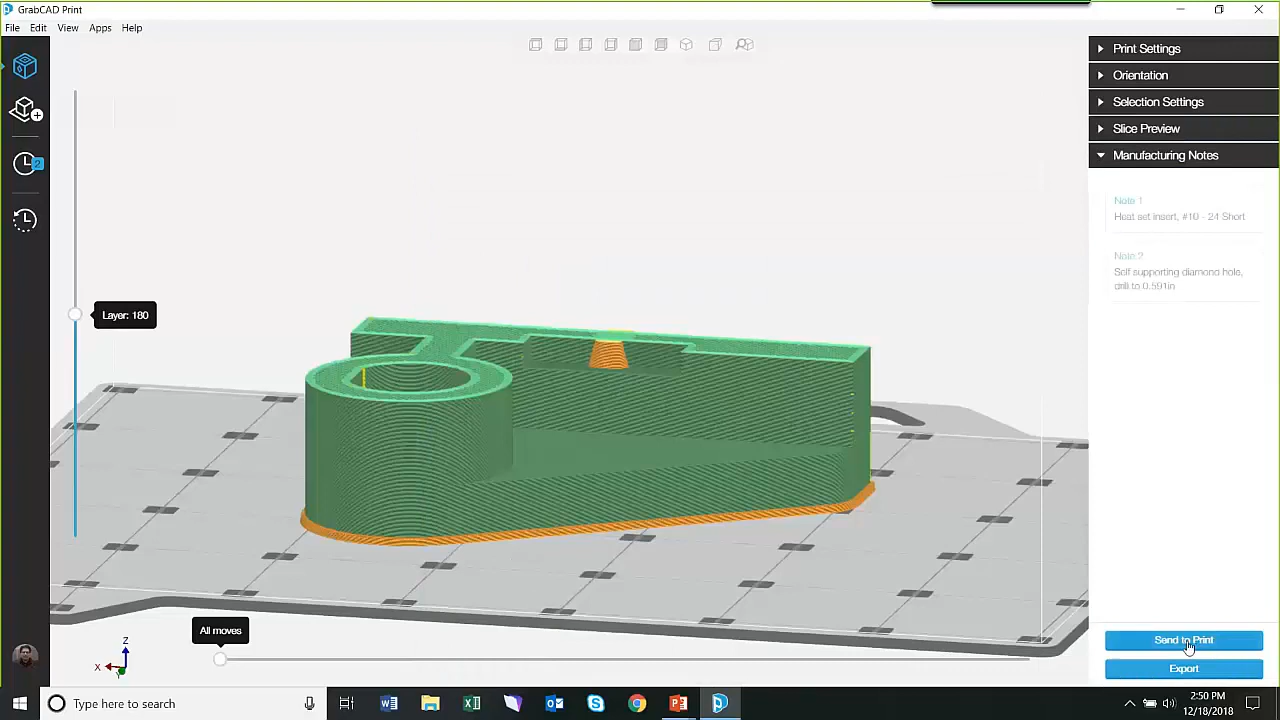 GrabCAD Print
File Edit View Apps Help
Print Settings
Orientation
Selection Settings
Slice Preview
Manufacturing Notes
Note 1
Heat set insert, #10 - 24 Short
Note 2
Self supporting diamond hole,
drill to 0.591in
2
Layer: 180
All moves
Z
X
Y
Send to Print
Export
Type here to search
2:50 PM
12/18/2018